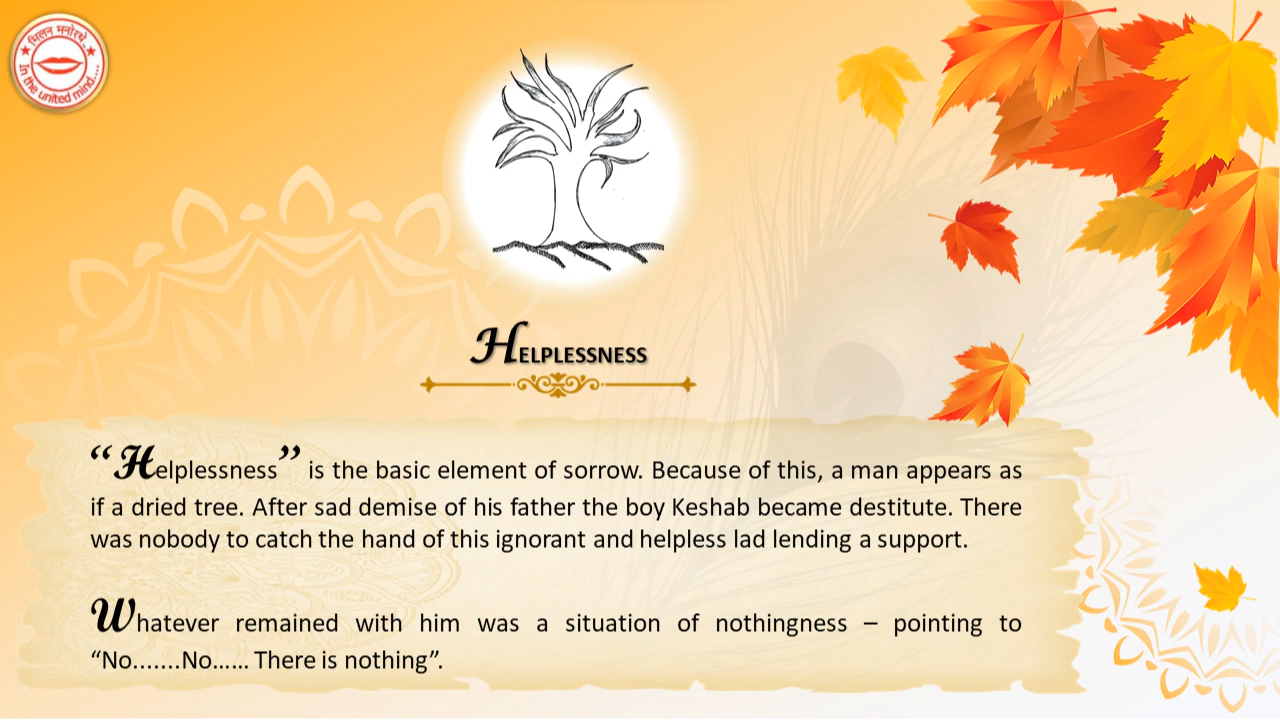 मिलन मनोरथे..
In the united mind....
HELPLESSNESS
“Helplessness” is the basic element of sorrow. Because of this, a man appears as
if a dried tree. After sad demise of his father the boy Keshab became destitute. There
was nobody to catch the hand of this ignorant and helpless lad lending a support.
Whatever remained with him was a situation of nothingness – pointing to
“No.......No...... There is nothing”.